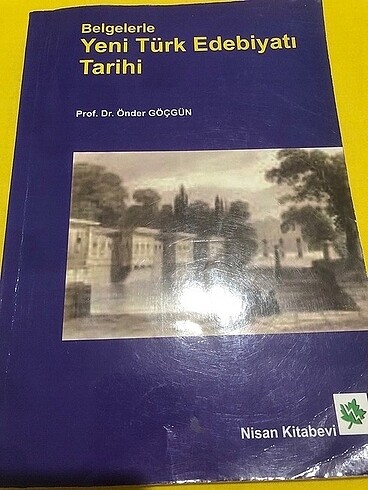 Belgelerle
Yeni Türk Edebiyatı
Tarihi
Prof. Dr. Önder GÖÇGÜN
Nisan Kitabevi